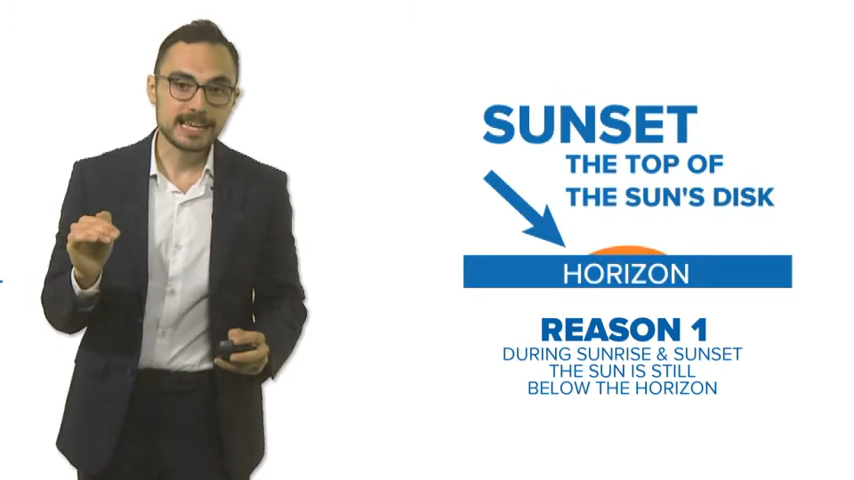 SUNSET
THE TOP OF
THE SUN'S DISK
HORIZON
REASON 1
DURING SUNRISE & SUNSET
THE SUN IS STILL
BELOW THE HORIZON